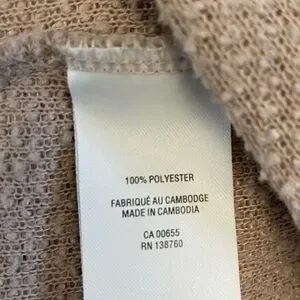 100% POLYESTER
FABRIQUÉ AU CAMBODGE
MADE IN CAMBODIA
CA 00655
RN 138760